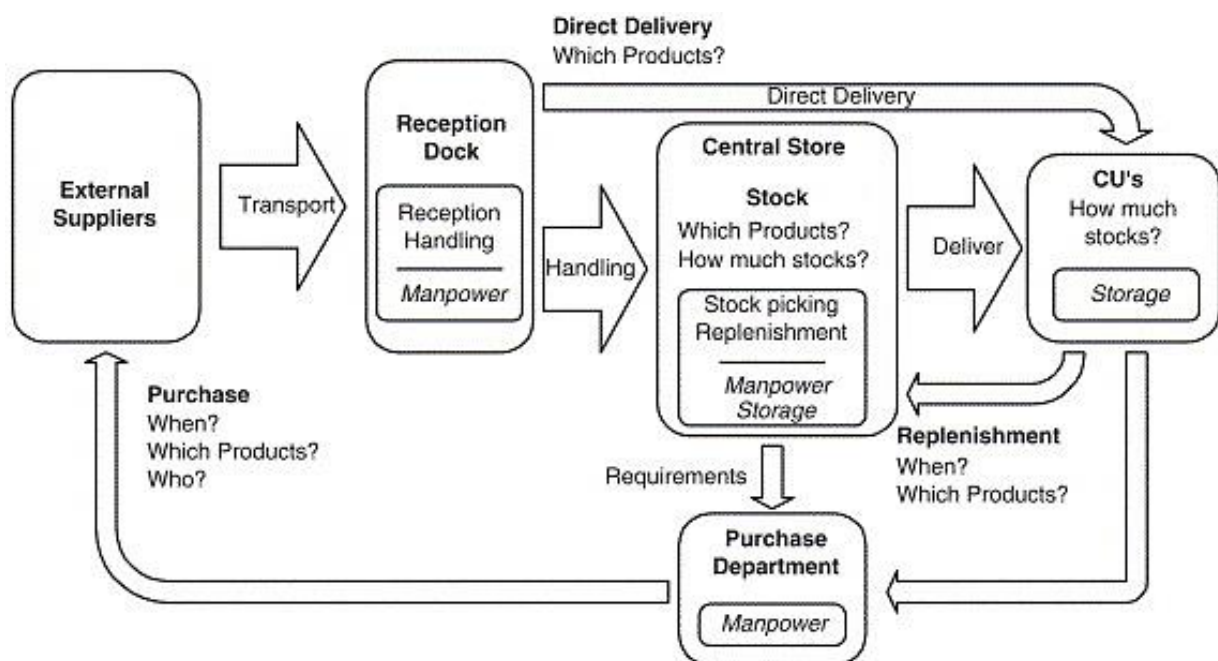 Direct Delivery
Which Products?
Direct Delivery
External
Suppliers
Transport
Reception
Dock
Reception
Handling
Manpower
Handling
Central Store
Stock
Which Products?
How much stocks?
Stock picking
Replenishment
Manpower
Storage
Deliver
CU's
How much
stocks?
Storage
Purchase
When?
Which Products?
Who?
Requirements
Replenishment
When?
Which Products?
Purchase
Department
Manpower